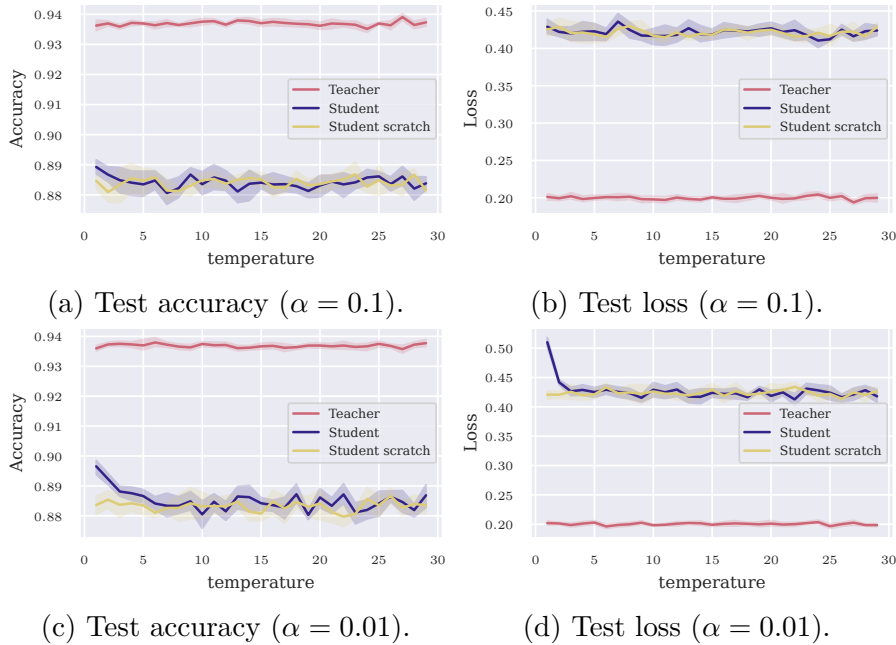 0.94
0.93
0.92
0.91
0.90
0.89
0.88
Accuracy
Teacher
Student
Student scratch
0 5 10 15 20 25 30
temperature
(a) Test accuracy (α = 0.1).
0.45
0.40
0.35
0.30
0.25
0.20
Loss
Teacher
Student
Student scratch
0 5 10 15 20 25 30
temperature
(b) Test loss (α = 0.1).
0.94
0.93
0.92
0.91
0.90
0.89
0.88
Accuracy
Teacher
Student
Student scratch
0 5 10 15 20 25 30
temperature
(c) Test accuracy (α = 0.01).
0.50
0.45
0.40
0.35
0.30
0.25
0.20
Loss
Teacher
Student
Student scratch
0 5 10 15 20 25 30
temperature
(d) Test loss (α = 0.01).